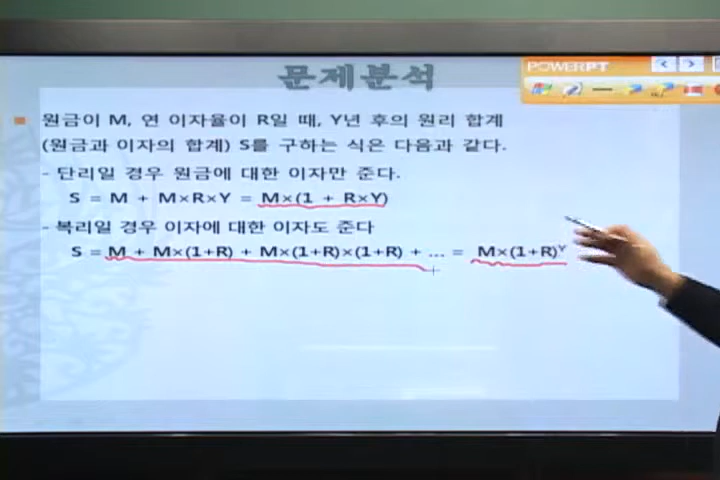 문제분석
POWERPT
원금이 M, 연 이자율이 R일 때, Y년 후의 원리 합계
(원금과 이자의 합계) S를 구하는 식은 다음과 같다.
- 단리일 경우 원금에 대한 이자만 준다.
S = M + M×R×Y = M×(1 + R×Y)
- 복리일 경우 이자에 대한 이자도 준다
S = M + M×(1+R) + M×(1+R)×(1+R) + ... = M×(1+R)^Y